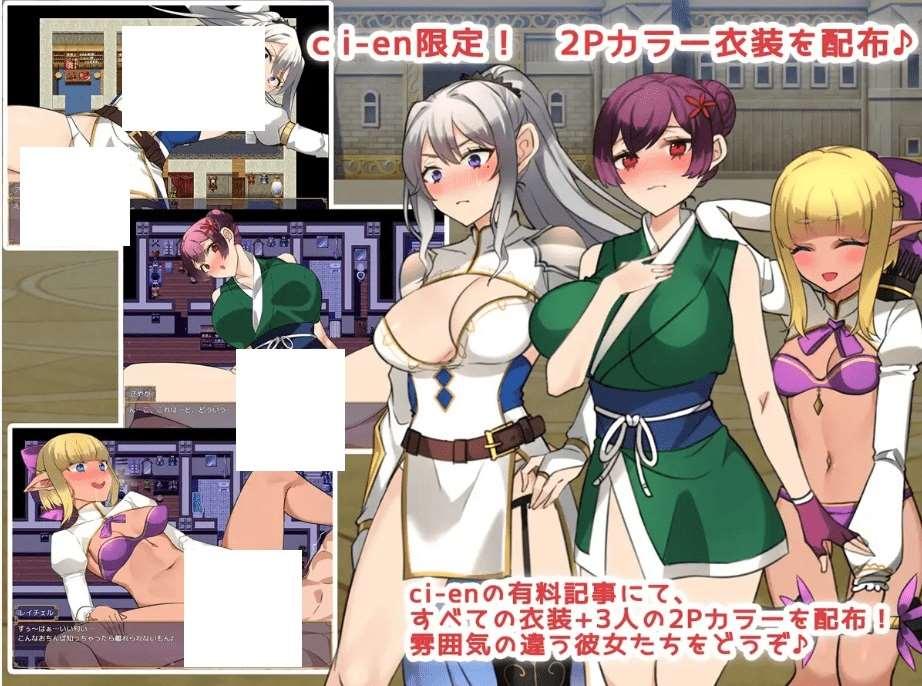 ci-en限定！　2Pカラー衣装を配布♪
レイチェル
すぅ～はぁーいい匂い…
こんなおちんぽ知っちゃったら離れられないもん♪
ci-enの有料記事にて、
すべての衣装+3人の2Pカラーを配布！
雰囲気の違う彼女たちをどうぞ♪